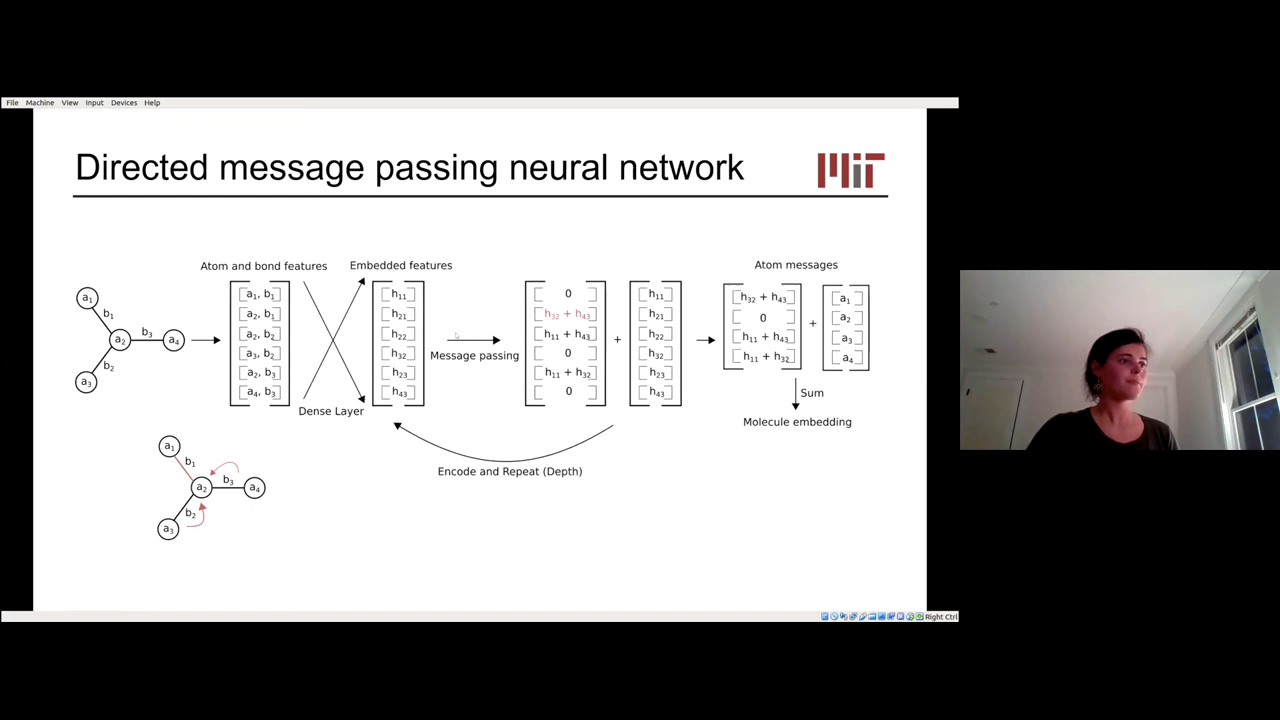 File Machine View Input Devices Help
Directed message passing neural network
MIT
Atom and bond features
Embedded features
Atom messages
a1
b1
a2
b3
a4
b2
a3
a1, b1
a2, b1
a2, b2
a3, b2
a2, b3
a4, b3
Dense Layer
h11
h21
h22
h32
h23
h43
Message passing
0
h32 + h43
h11 + h43
0
h11 + h32
0
+
h11
h21
h22
h32
h23
h43
h32 + h43
0
h11 + h43
h11 + h32
+
a1
a2
a3
a4
Sum
Molecule embedding
Encode and Repeat (Depth)
a1
b1
a2
b3
a4
b2
a3
Right Ctrl